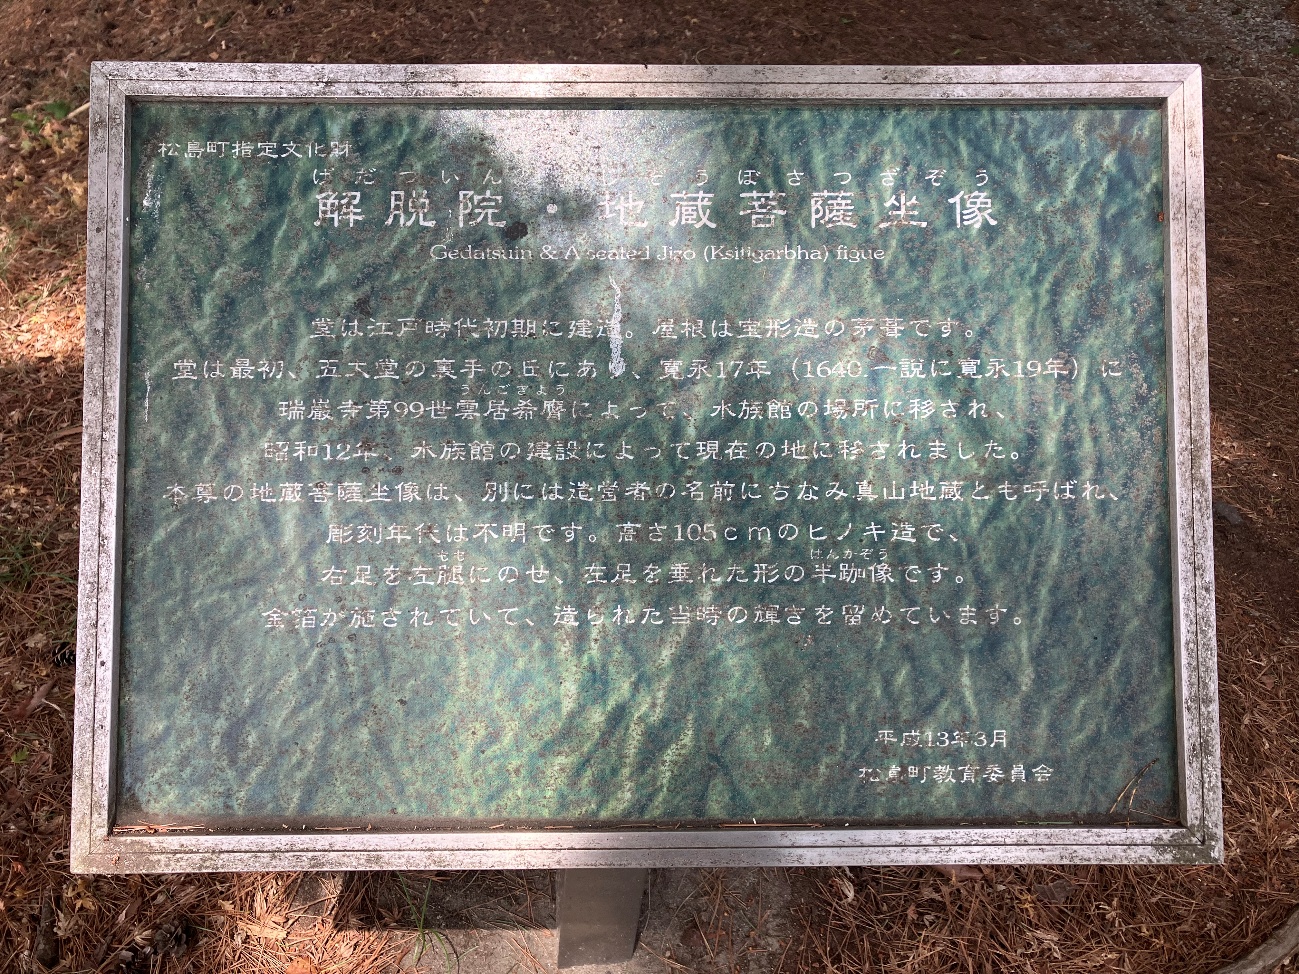 松島町指定文化財
げだついん ぞうぼさつざぞう
解脱院・地蔵菩薩坐像
Gedatsuin & A seated Jizo (Ksitigarbha) figue
堂は江戸時代初期に建造。屋根は宝形造の茅葺です。
堂は最初、五大堂の裏手の丘にあり、寛永17年（1640.一説に寛永19年）に
うんごきよう
瑞巌寺第99世雲居希膺によって、水族館の場所に移され、
昭和12年、水族館の建設によって現在の地に移されました。
本尊の地蔵菩薩坐像は、別には造営者の名前にちなみ真山地蔵とも呼ばれ、
彫刻年代は不明です。高さ105ｃｍのヒノキ造で、
もも はんかぞう
右足を左腿にのせ、左足を垂れた形の半跏像です。
金箔が施されていて、造られた当時の輝きを留めています。
平成13年3月
松島町教育委員会